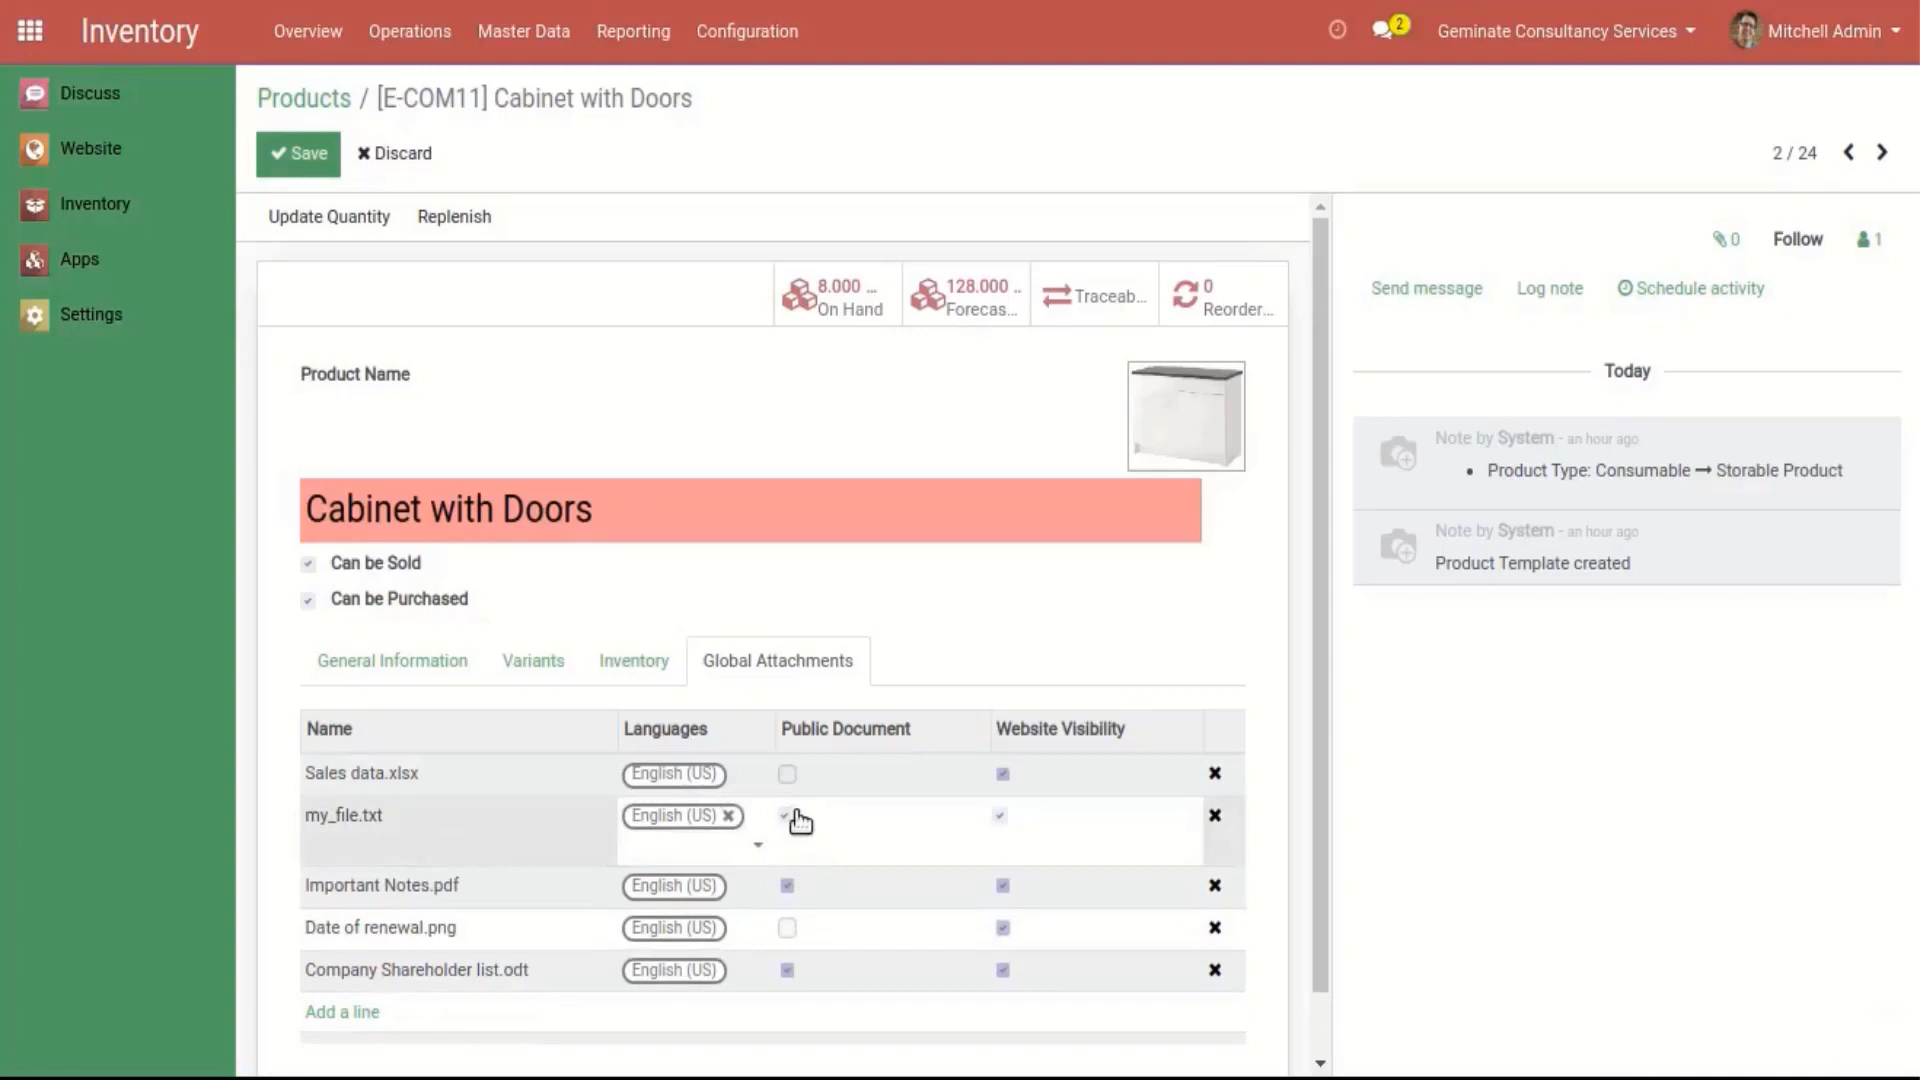 Inventory
Overview
Operations
Master Data
Reporting
Configuration
2
Geminate Consultancy Services
Mitchell Admin
Discuss
Website
Inventory
Apps
Settings
Products / [E-COM11] Cabinet with Doors
Save
Discard
2 / 24
Update Quantity
Replenish
8.000 ...
On Hand
128.000 ..
Forecas...
Traceab...
0
Reorder...
Product Name
Cabinet with Doors
Can be Sold
Can be Purchased
General Information
Variants
Inventory
Global Attachments
Name Languages Public Document Website Visibility
Sales data.xlsx English (US)
my_file.txt English (US)
Important Notes.pdf English (US)
Date of renewal.png English (US)
Company Shareholder list.odt English (US)
Add a line
0
Follow
1
Send message
Log note
Schedule activity
Today
Note by System - an hour ago
• Product Type: Consumable → Storable Product
Note by System - an hour ago
Product Template created